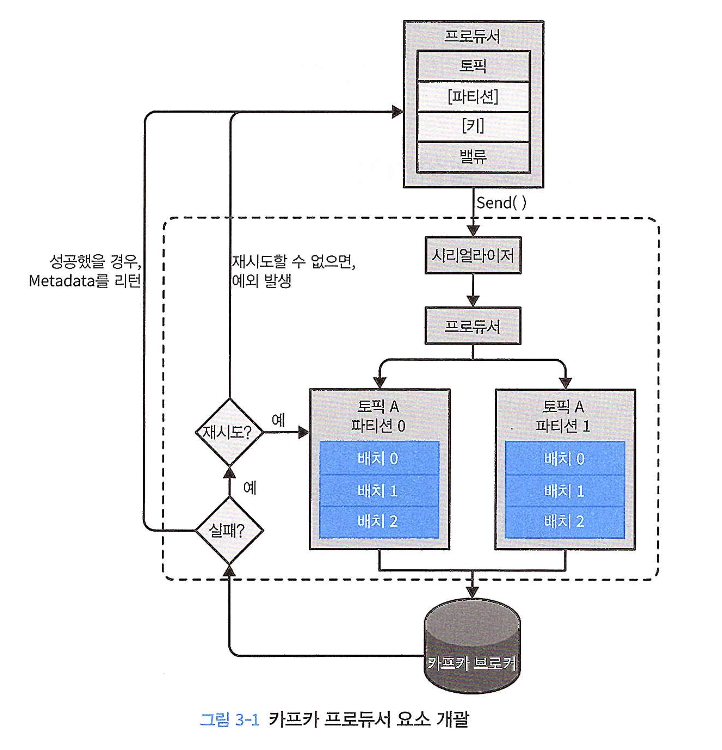 프로듀서
토픽
[파티션]
[키]
밸류
Send( )
시리얼라이저
프로듀서
성공했을 경우,
Metadata를 리턴
재시도할 수 없으면,
예외 발생
토픽 A
파티션 0
배치 0
배치 1
배치 2
토픽 A
파티션 1
배치 0
배치 1
배치 2
재시도?
예
예
실패?
카프카 브로커
그림 3-1 카프카 프로듀서 요소 개괄